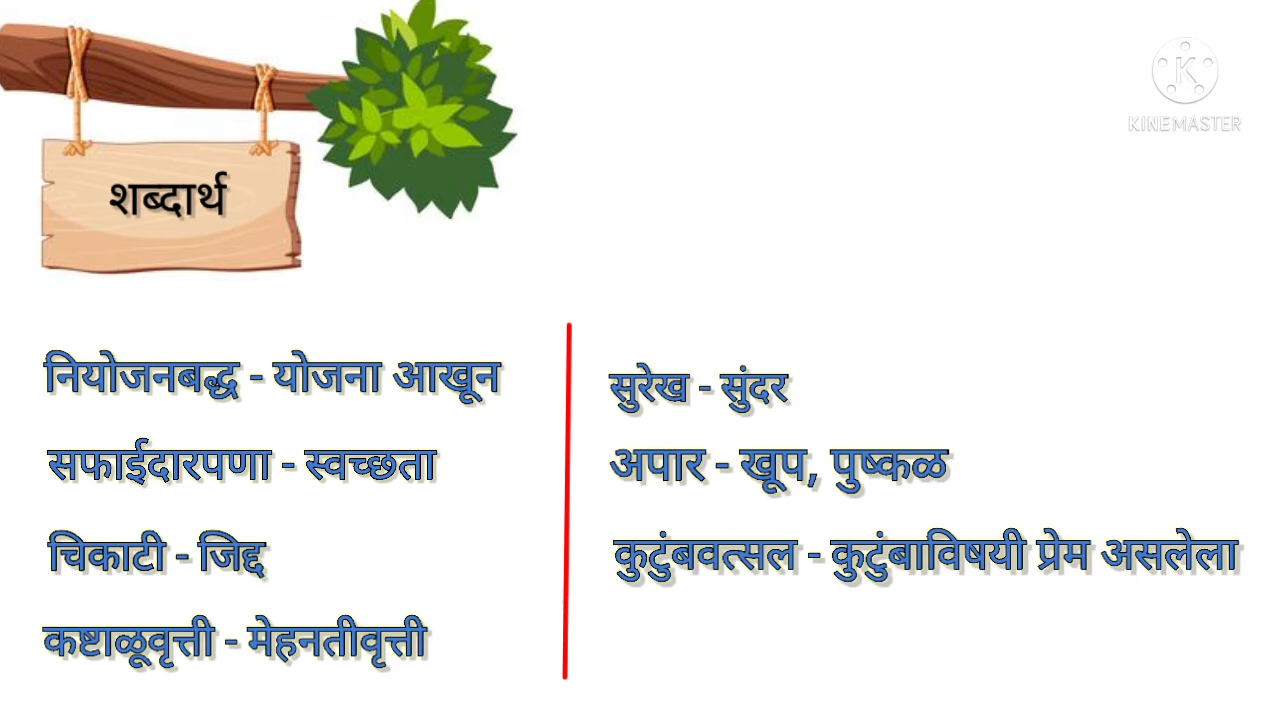 KINEMASTER
शब्दार्थ
नियोजनबद्ध - योजना आखून
सफाईदारपणा - स्वच्छता
चिकाटी - जिद्द
कष्टाळूवृत्ती - मेहनतीवृत्ती
सुरेख - सुंदर
अपार - खूप, पुष्कळ
कुटुंबवत्सल - कुटुंबाविषयी प्रेम असलेला